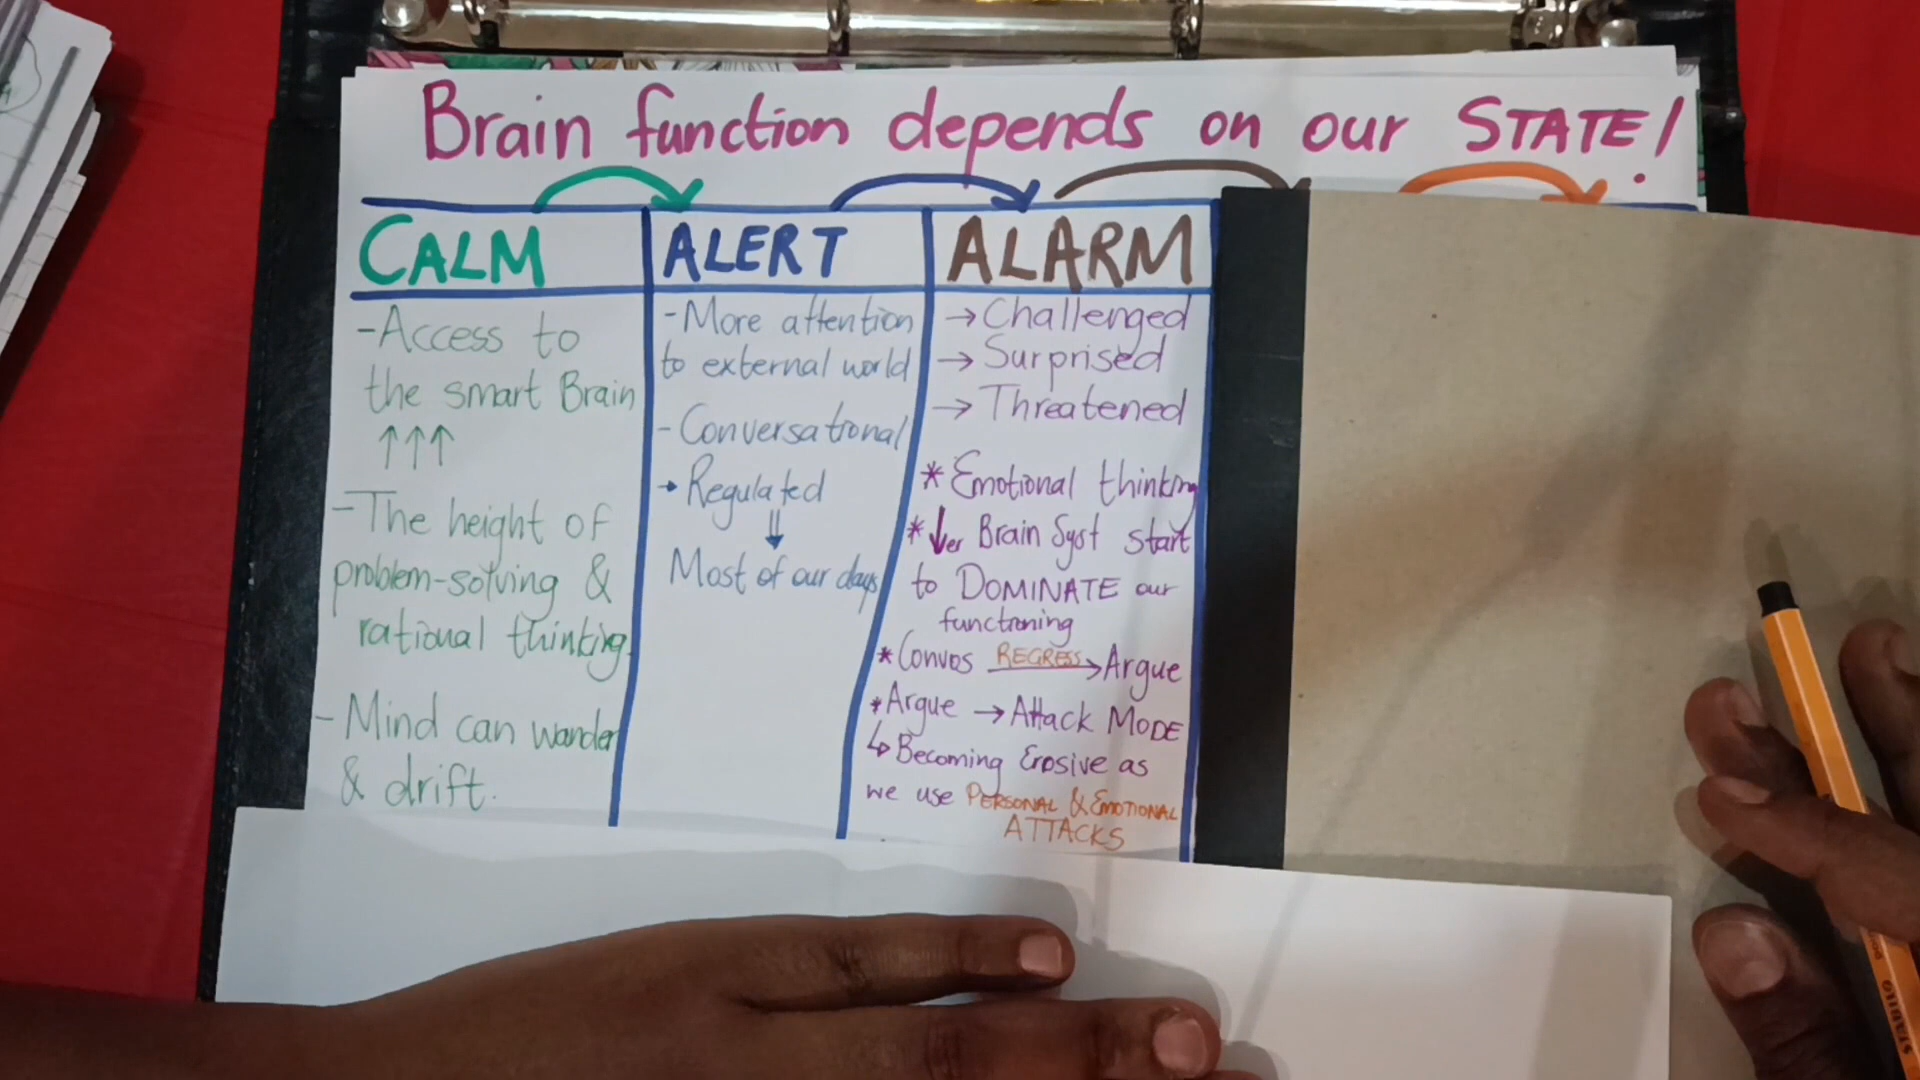 Brain function depends on our STATE!
CALM
-Access to
the smart Brain
↑↑↑
-The height of
problem-solving &
rational thinking.
- Mind can wander
& drift.
ALERT
-More attention
to external world
- Conversational
→ Regulated
⇓
Most of our days
ALARM
→ Challenged
→ Surprised
→ Threatened
* Emotional thinking
* ↓er Brain Syst start
to DOMINATE our
functioning
* Convos REGRESS → Argue
* Argue → Attack MODE
↳ Becoming Erosive as
we use PERSONAL & EMOTIONAL
ATTACKS
STABILO